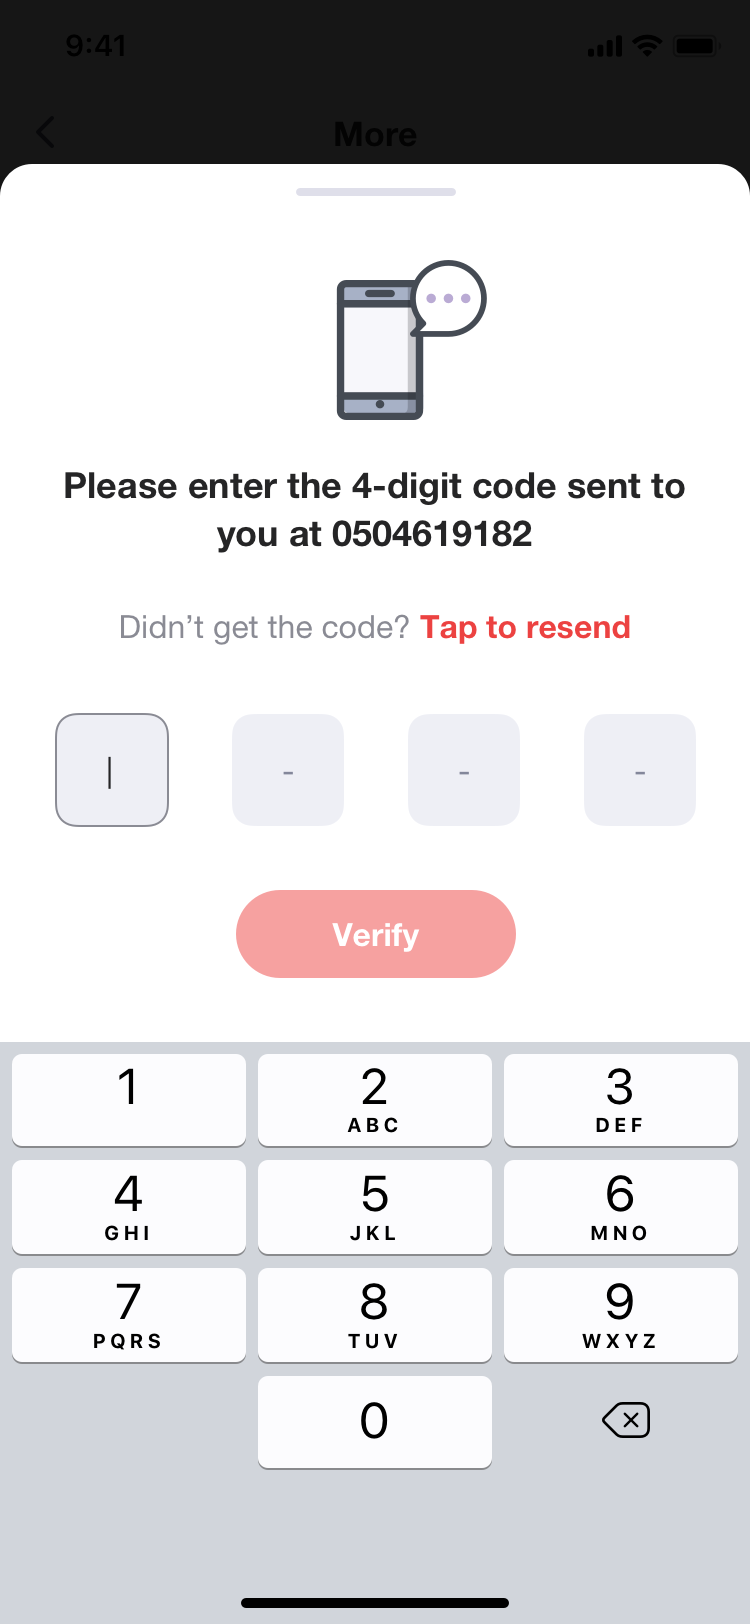 9:41
More
Please enter the 4-digit code sent to
you at 0504619182
Didn’t get the code? Tap to resend
- - -
Verify
1 2 3
ABC DEF
4 5 6
GHI JKL MNO
7 8 9
PQRS TUV WXYZ
0